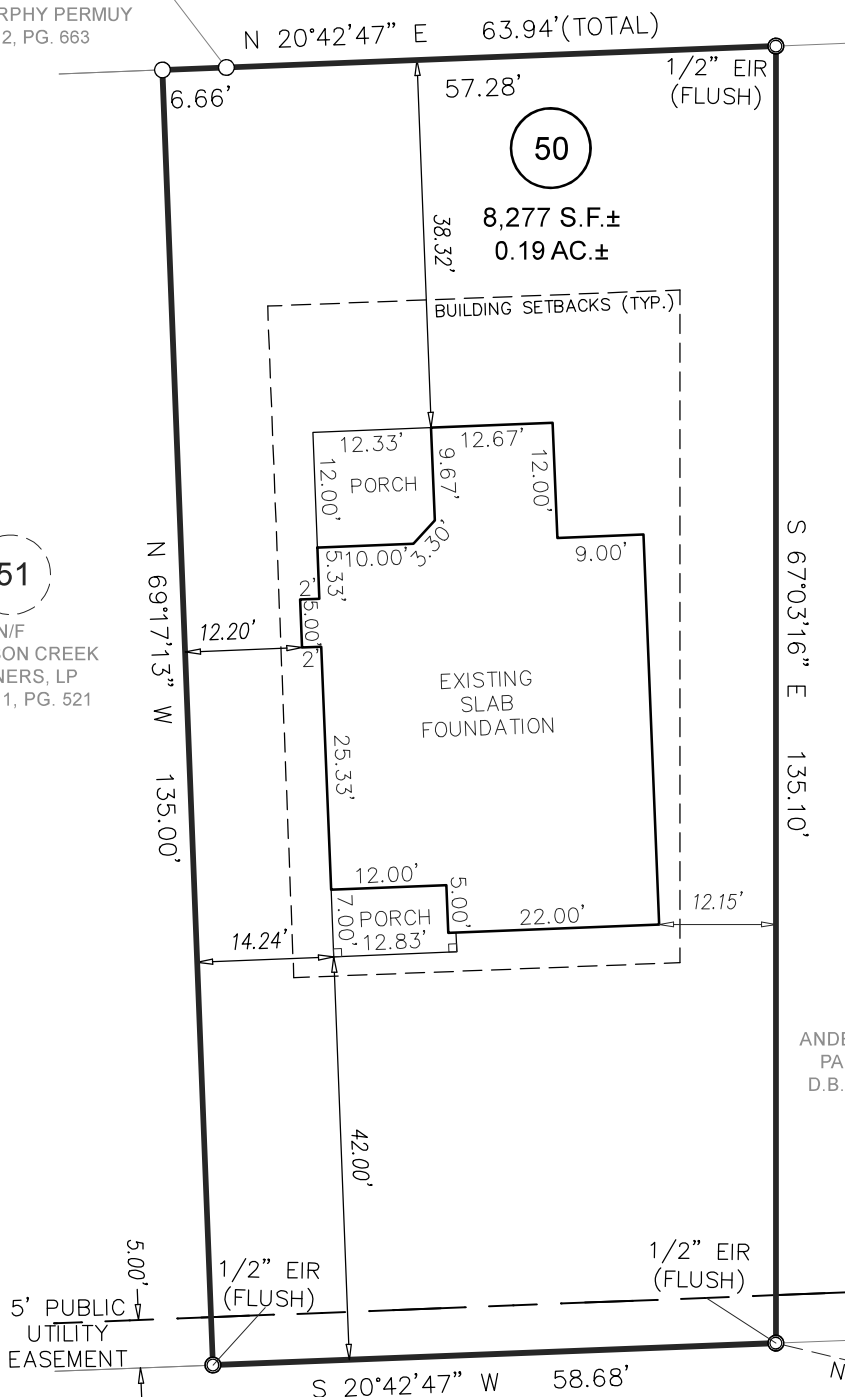 RPHY PERMUY
2, PG. 663
N 20°42'47" E 63.94'(TOTAL)
6.66'
57.28'
1/2" EIR
(FLUSH)
50
8,277 S.F.±
0.19 AC.±
38.32'
BUILDING SETBACKS (TYP.)
12.33'
12.67'
12.00'
PORCH
9.67'
12.00'
10.00'
3.30'
9.00'
5.33'
2'
5.00'
2'
51
N/F
SON CREEK
NERS, LP
1, PG. 521
N 69°17'13" W 135.00'
12.20'
EXISTING
SLAB
FOUNDATION
S 67°03'16" E 135.10'
25.33'
12.00'
5.00'
7.00'
PORCH
12.83'
22.00'
12.15'
14.24'
ANDE
PA
D.B.
42.00'
5.00'
1/2" EIR
(FLUSH)
1/2" EIR
(FLUSH)
5' PUBLIC
UTILITY
EASEMENT
S 20°42'47" W 58.68'
N